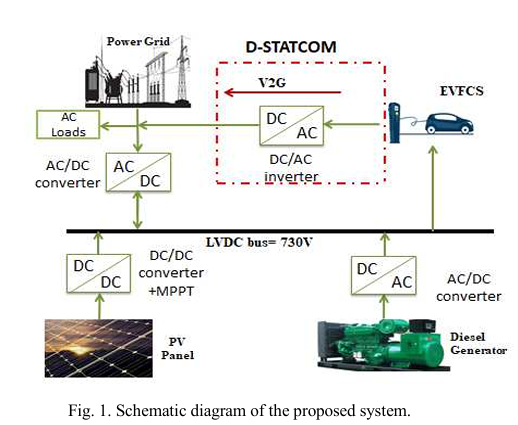 Power Grid
D-STATCOM
V2G
EVFCS
AC
Loads
DC
AC
DC/AC
inverter
AC/DC
converter
AC
DC
LVDC bus= 730V
DC
DC
DC/DC
converter
+MPPT
DC
AC
AC/DC
converter
PV
Panel
Diesel
Generator
Fig. 1. Schematic diagram of the proposed system.